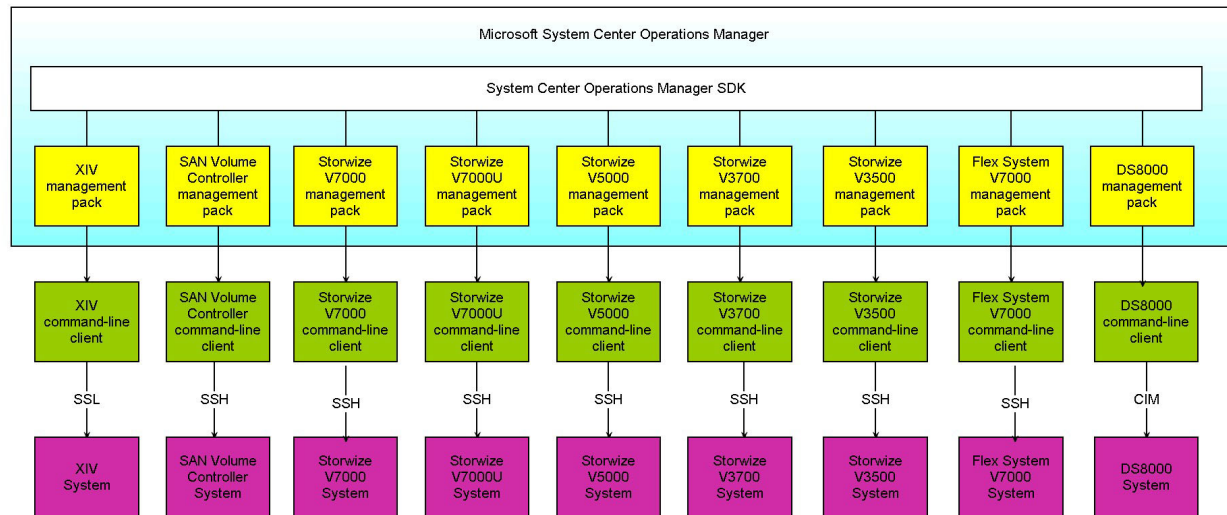 Microsoft System Center Operations Manager
System Center Operations Manager SDK
XIV
management
pack
SAN Volume
Controller
management
pack
Storwize
V7000
management
pack
Storwize
V7000U
management
pack
Storwize
V5000
management
pack
Storwize
V3700
management
pack
Storwize
V3500
management
pack
Flex System
V7000
management
pack
DS8000
management
pack
XIV
command-line
client
SAN Volume
Controller
command-line
client
Storwize
V7000
command-line
client
Storwize
V7000U
command-line
client
Storwize
V5000
command-line
client
Storwize
V3700
command-line
client
Storwize
V3500
command-line
client
Flex System
V7000
command-line
client
DS8000
command-line
client
SSL
SSH
SSH
SSH
SSH
SSH
SSH
SSH
CIM
XIV
System
SAN Volume
Controller
System
Storwize
V7000
System
Storwize
V7000U
System
Storwize
V5000
System
Storwize
V3700
System
Storwize
V3500
System
Flex System
V7000
System
DS8000
System